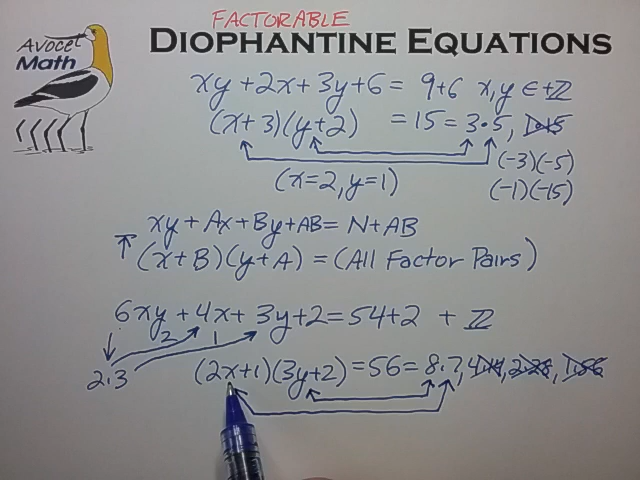 FACTORABLE
Avocet Math
DIOPHANTINE EQUATIONS
xy + 2x + 3y + 6 = 9+6 x,y ∈ +ℤ
(x+3)(y+2) = 15 = 3·5, 1·15
(-3)(-5)
(x=2, y=1)
(-1)(-15)
xy + Ax + By + AB = N + AB
(x+B)(y+A) = (All Factor Pairs)
6xy + 4x + 3y + 2 = 54 + 2 + ℤ
2 1
2·3 (2x+1)(3y+2) = 56 = 8·7, 4·14, 2·28, 1·56